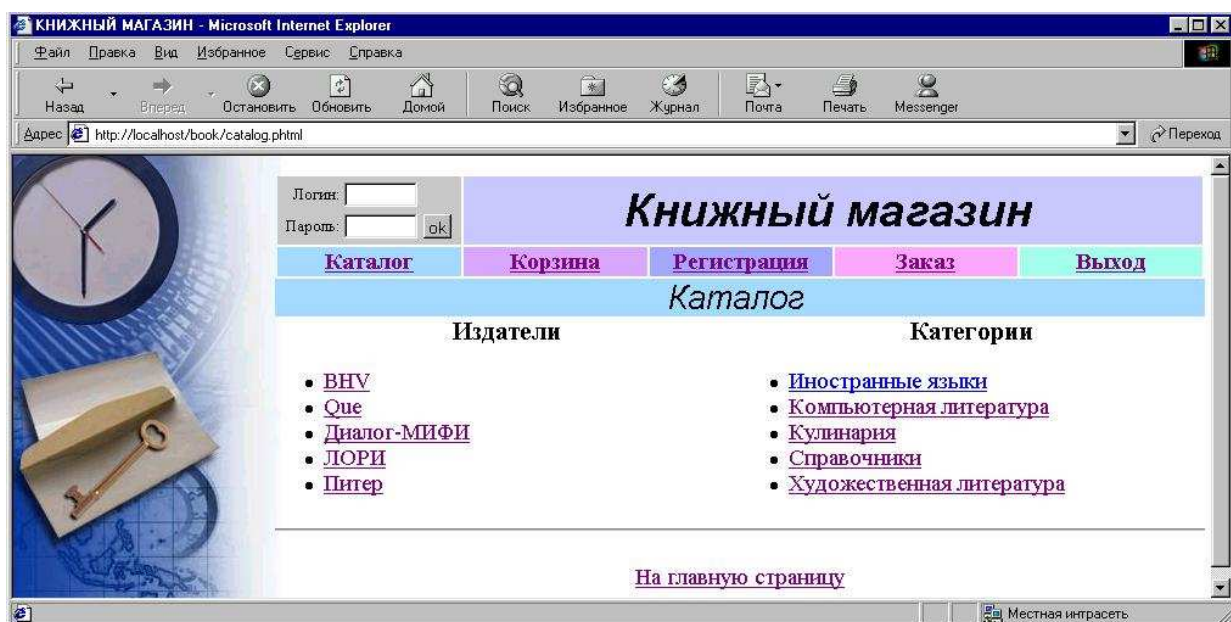 КНИЖНЫЙ МАГАЗИН - Microsoft Internet Explorer
Файл Правка Вид Избранное Сервис Справка
Назад Вперед Остановить Обновить Домой Поиск Избранное Журнал Почта Печать Messenger
Адрес http://localhost/book/catalog.phtml Переход
Логин:
Пароль: ok
Книжный магазин
Каталог Корзина Регистрация Заказ Выход
Каталог
Издатели Категории
BHV Иностранные языки
Que Компьютерная литература
Диалог-МИФИ Кулинария
ЛОРИ Справочники
Питер Художественная литература
На главную страницу
Местная интрасеть